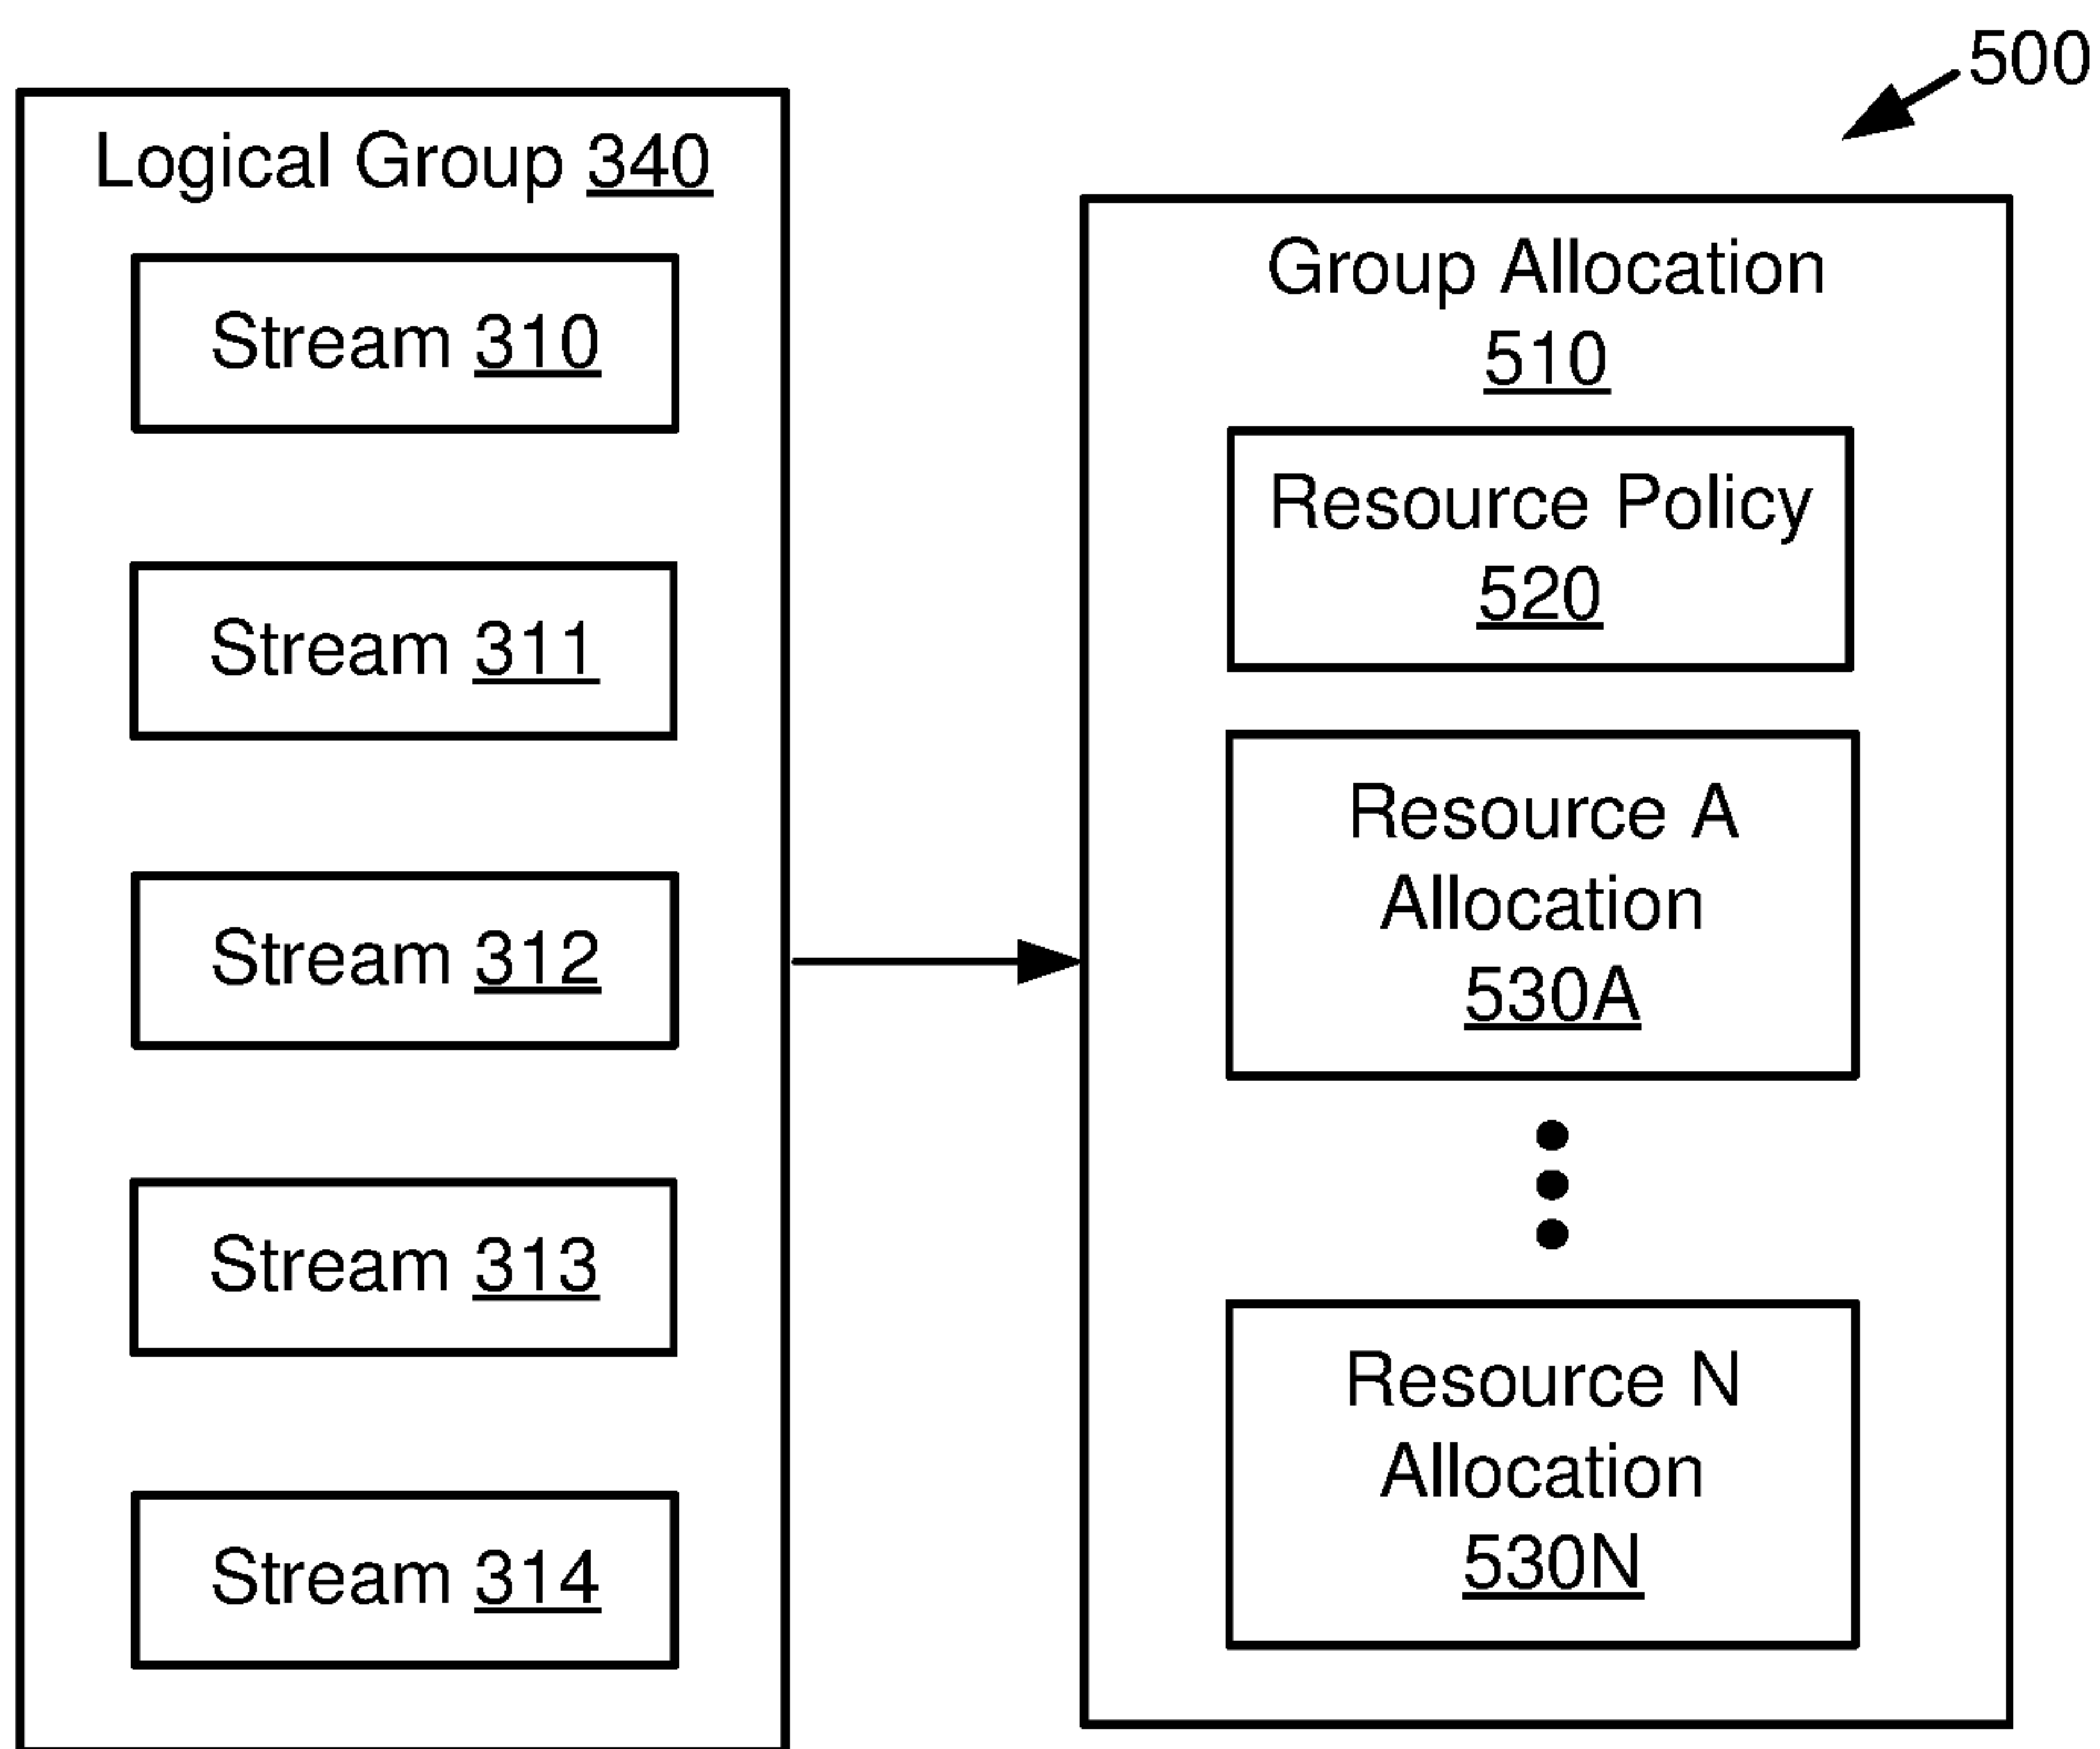 500
Logical Group 340
Stream 310
Stream 311
Stream 312
Stream 313
Stream 314
Group Allocation
510
Resource Policy
520
Resource A
Allocation
530A
Resource N
Allocation
530N